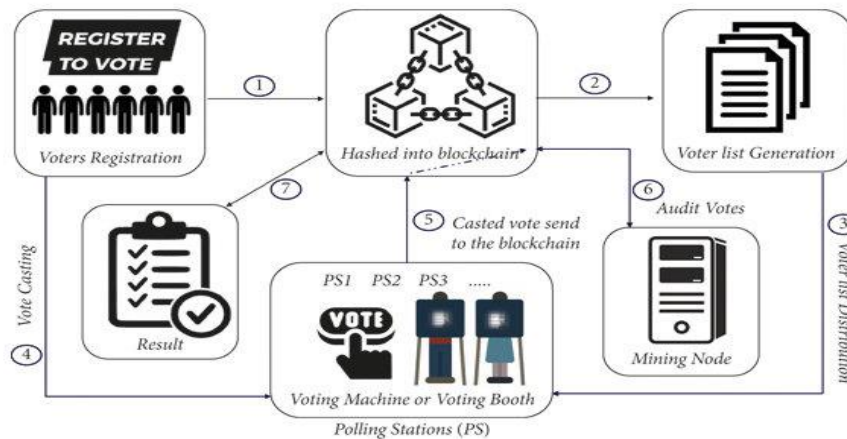 REGISTER
TO VOTE
Voters Registration
1
Hashed into blockchain
2
Voter list Generation
7
6
5
Casted vote send
to the blockchain
Audit Votes
3
Voter list Distribution
Vote Casting
4
Result
PS1 PS2 PS3 .....
VOTE
Mining Node
Voting Machine or Voting Booth
Polling Stations (PS)